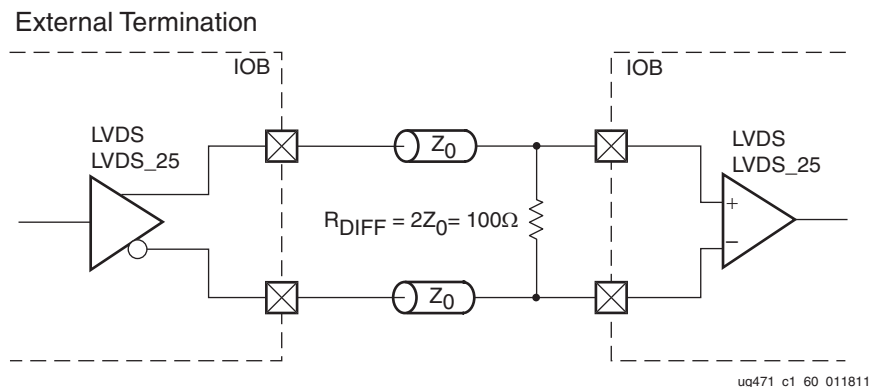 External Termination
IOB
IOB
LVDS
LVDS_25
Z0
LVDS
LVDS_25
+
RDIFF = 2Z0= 100Ω
–
Z0
ug471_c1_60_011811